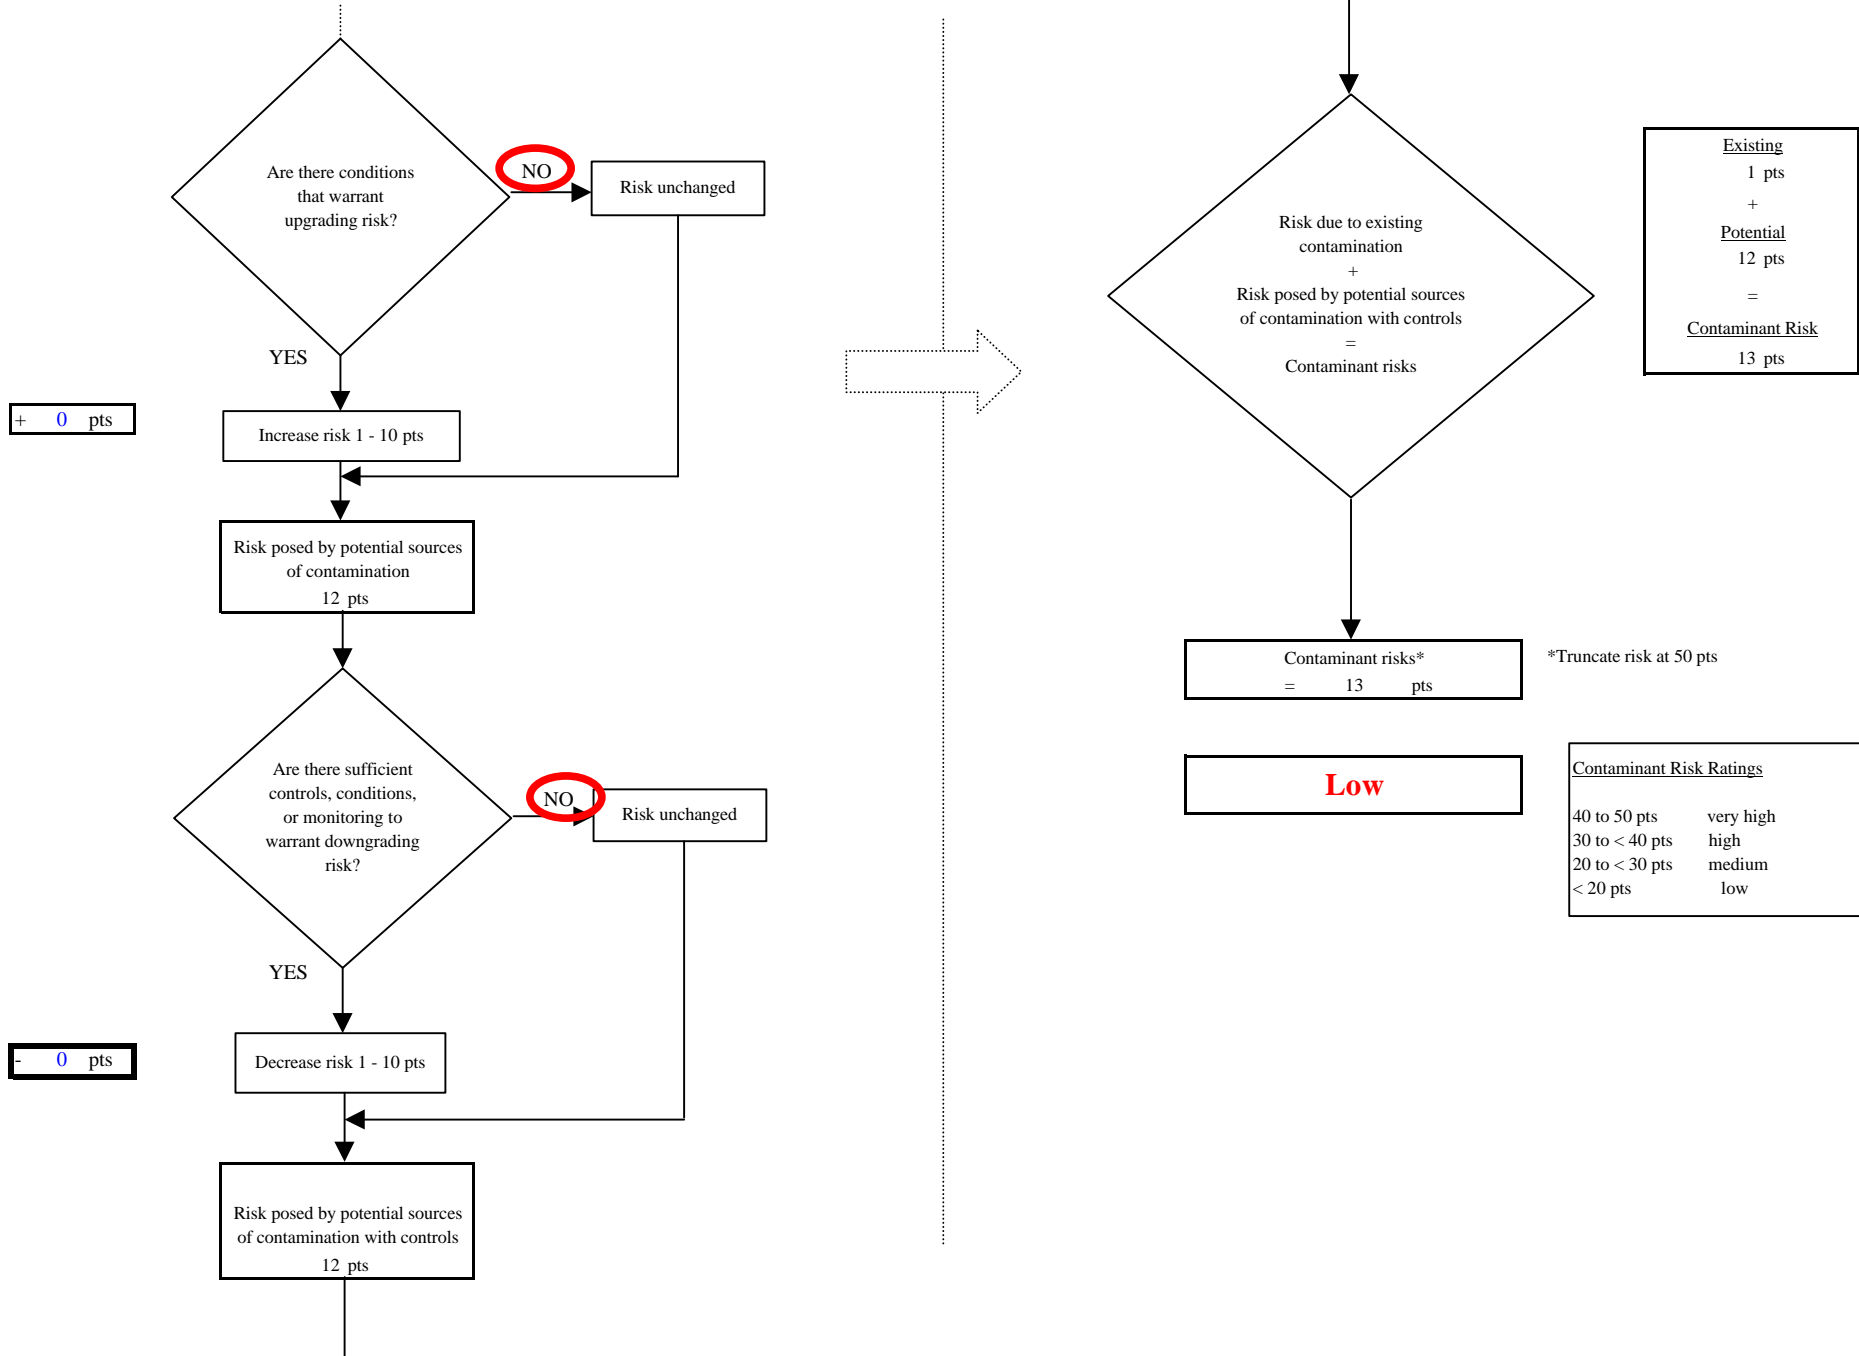 Are there conditions
that warrant
upgrading risk?
NO
Risk unchanged
YES
+ 0 pts
Increase risk 1 - 10 pts
Risk posed by potential sources
of contamination
12 pts
Are there sufficient
controls, conditions,
or monitoring to
warrant downgrading
risk?
NO
Risk unchanged
YES
- 0 pts
Decrease risk 1 - 10 pts
Risk posed by potential sources
of contamination with controls
12 pts
Risk due to existing
contamination
+
Risk posed by potential sources
of contamination with controls
=
Contaminant risks
Existing
1 pts
+
Potential
12 pts
=
Contaminant Risk
13 pts
Contaminant risks*
= 13 pts
*Truncate risk at 50 pts
Low
Contaminant Risk Ratings
40 to 50 pts very high
30 to < 40 pts high
20 to < 30 pts medium
< 20 pts low